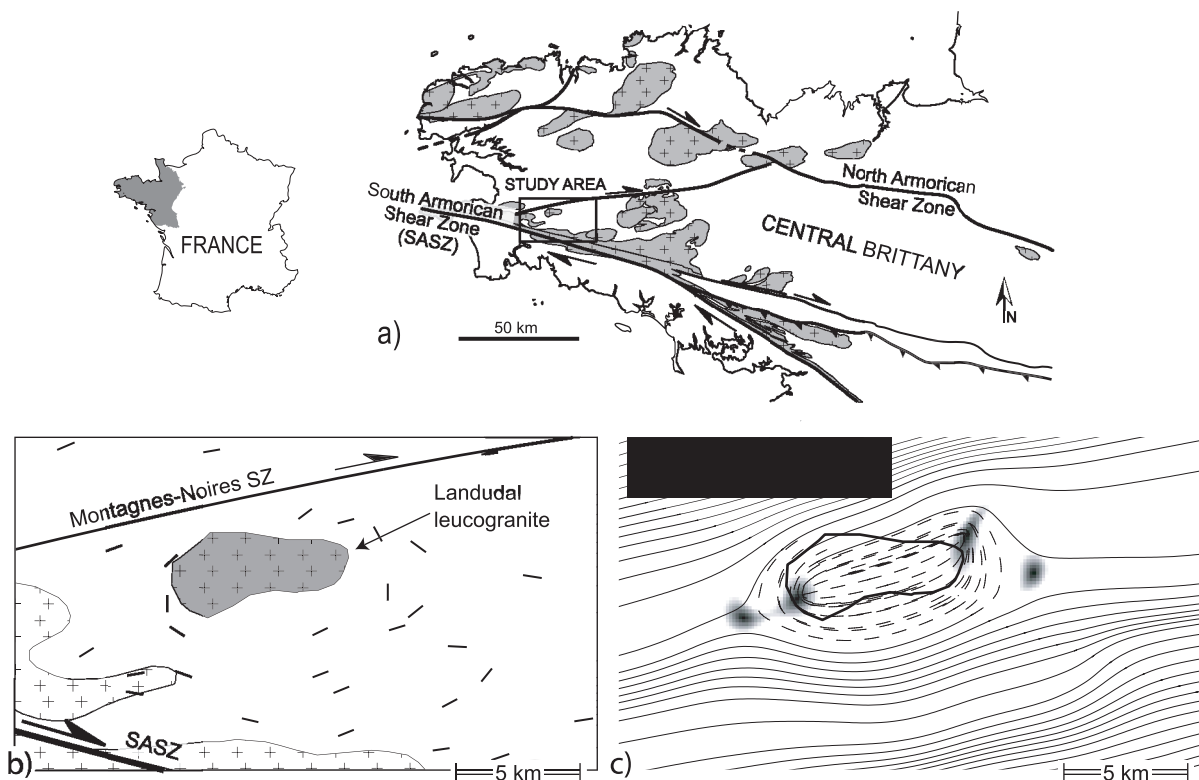 FRANCE
South Armorican
Shear Zone
(SASZ)
STUDY AREA
North Armorican
Shear Zone
CENTRAL BRITTANY
N
a)
50 km
Montagnes-Noires SZ
Landudal
leucogranite
SASZ
b)
5 km
c)
5 km